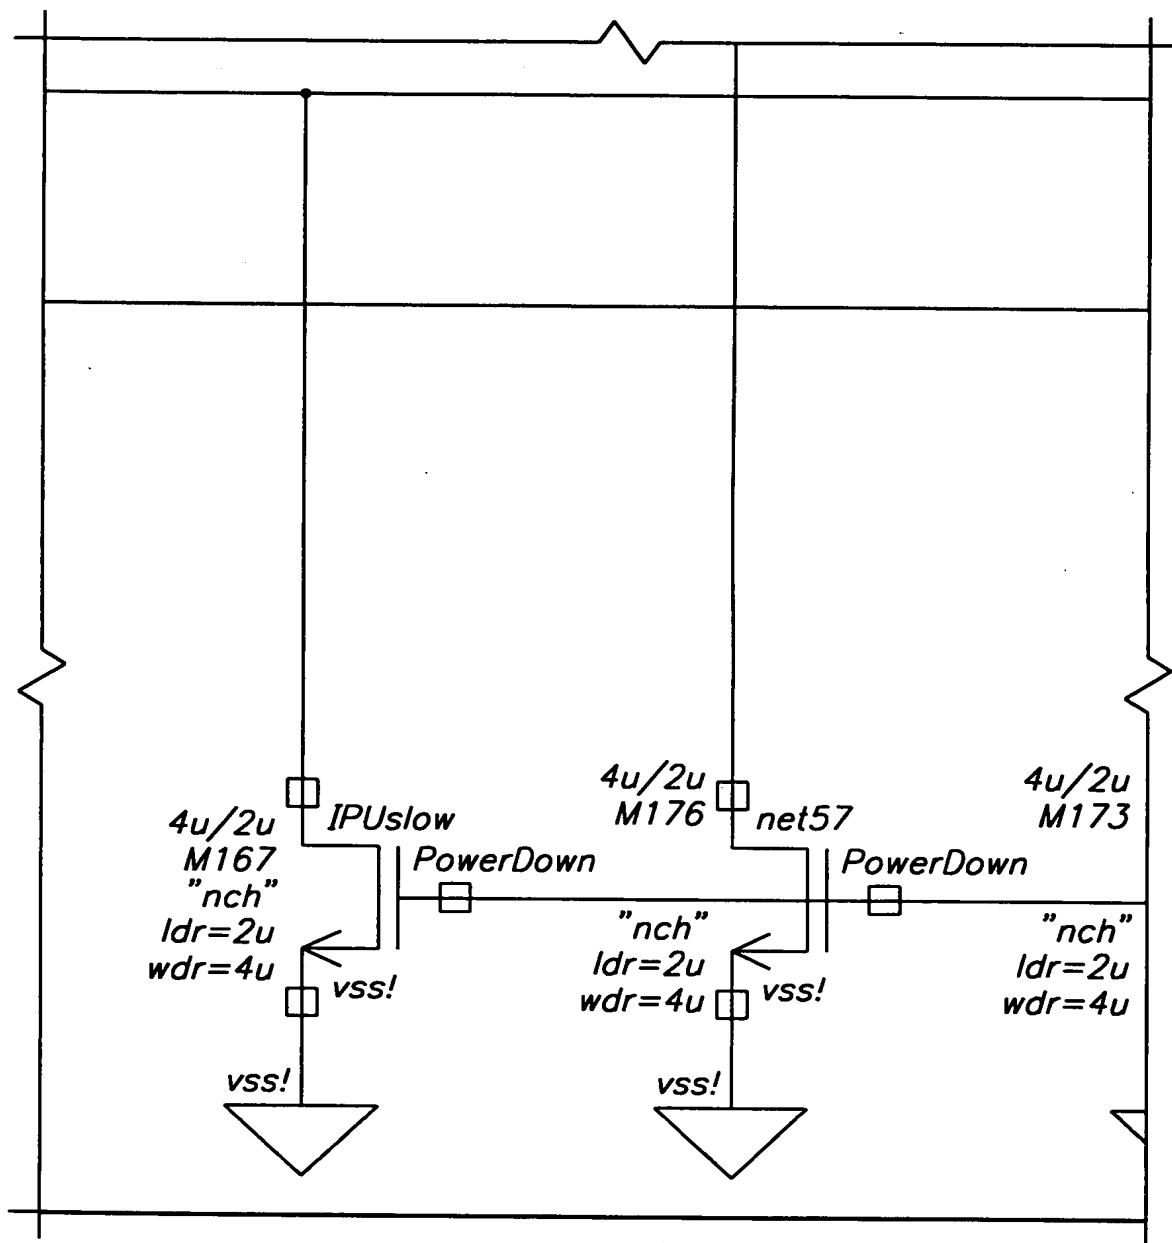 4u/2u
M167
"nch"
ldr=2u
wdr=4u
IPUslow
PowerDown
vss!
vss!
4u/2u
M176
"nch"
ldr=2u
wdr=4u
net57
PowerDown
vss!
vss!
4u/2u
M173
"nch"
ldr=2u
wdr=4u